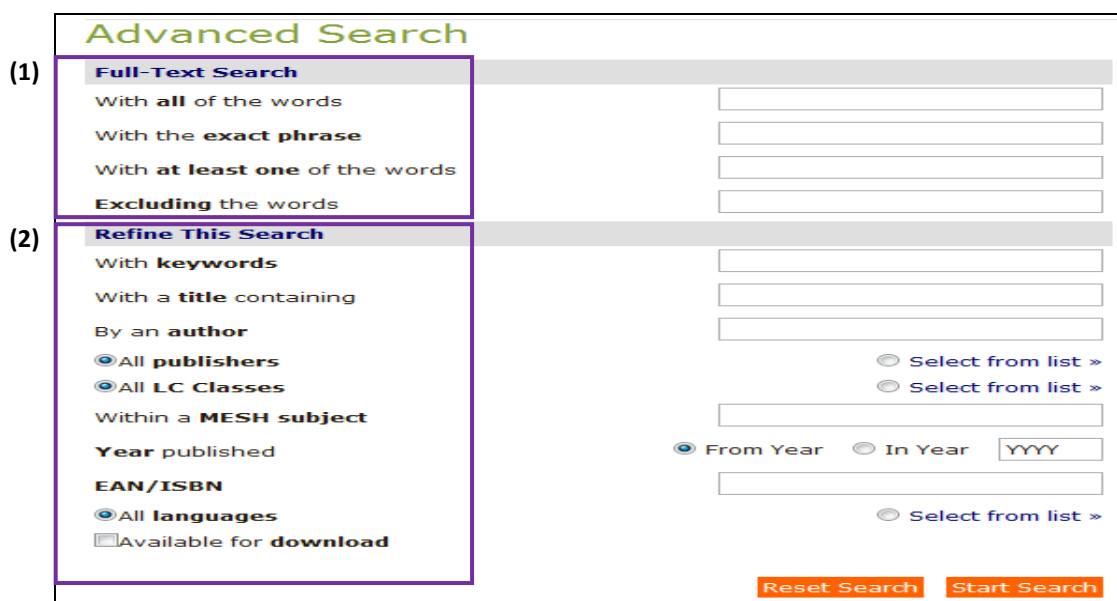 Advanced Search
(1) Full-Text Search
With all of the words
With the exact phrase
With at least one of the words
Excluding the words
(2) Refine This Search
With keywords
With a title containing
By an author
All publishers Select from list »
All LC Classes Select from list »
Within a MESH subject
Year published From Year In Year YYYY
EAN/ISBN
All languages Select from list »
Available for download
Reset Search Start Search